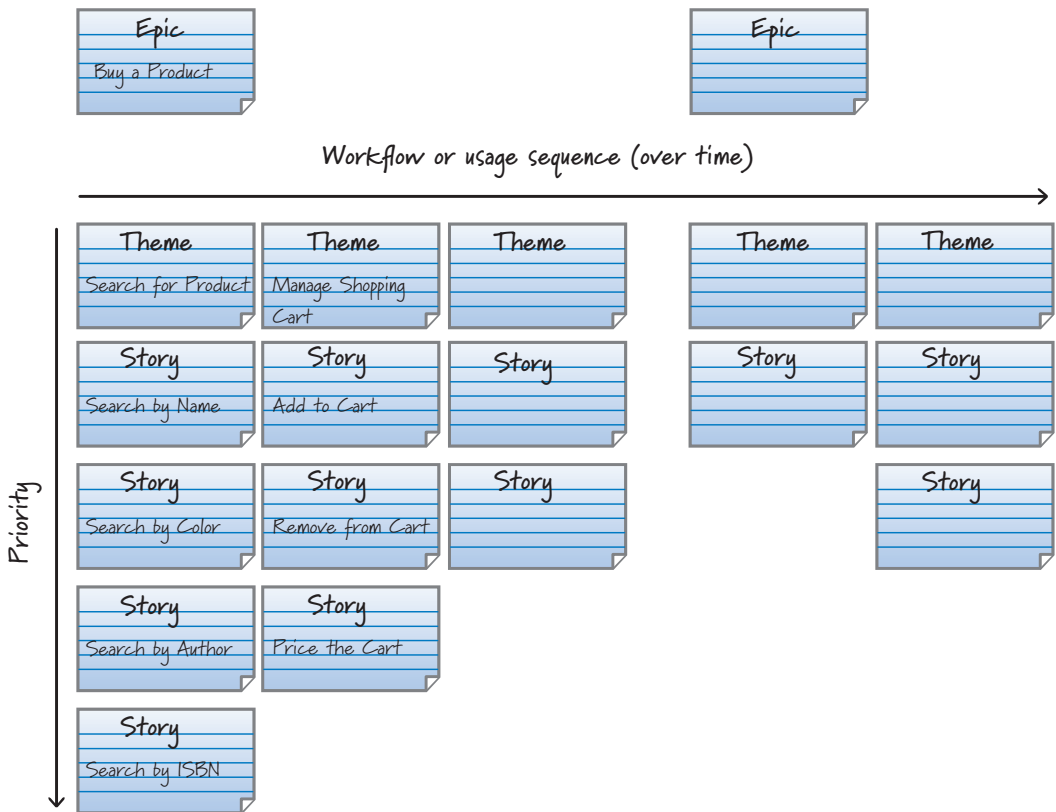 Epic
Buy a Product
Epic
Workflow or usage sequence (over time)
Priority
Theme
Search for Product
Theme
Manage Shopping
Cart
Theme
Theme
Theme
Story
Search by Name
Story
Add to Cart
Story
Story
Story
Story
Search by Color
Story
Remove from Cart
Story
Story
Story
Search by Author
Story
Price the Cart
Story
Search by ISBN